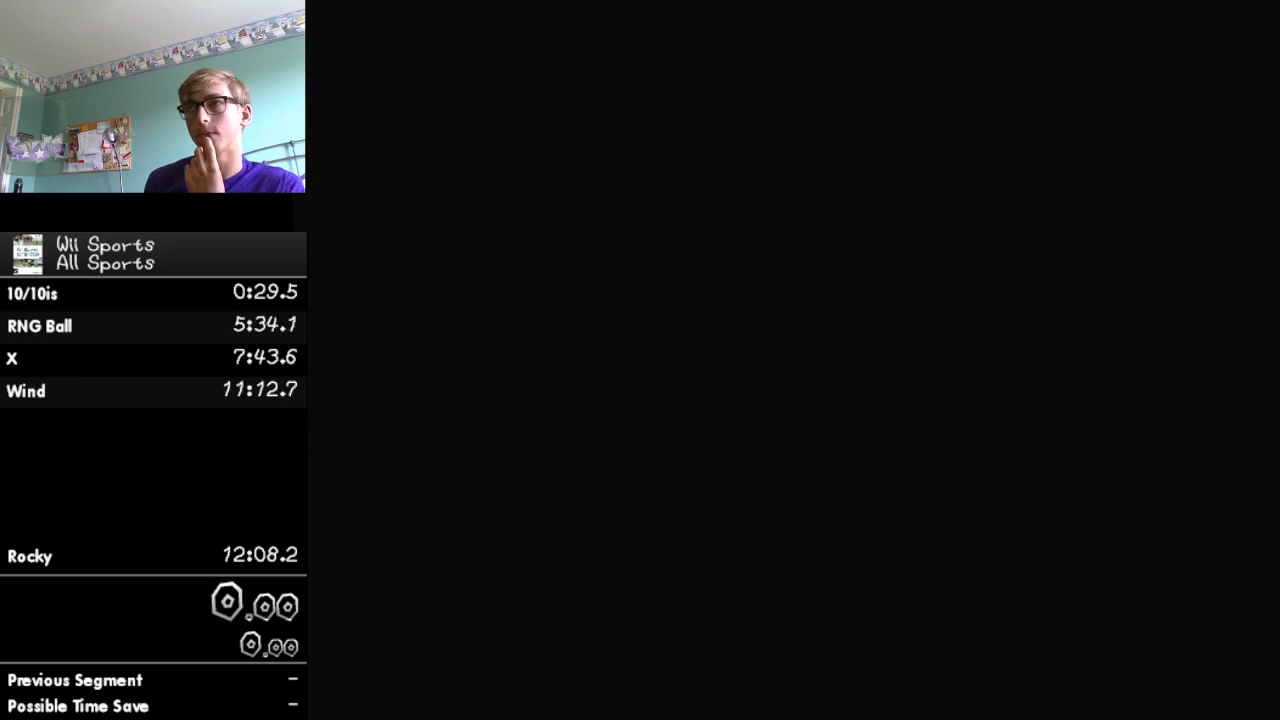 Wii Sports
All Sports
10/10is 0:29.5
RNG Ball 5:34.1
X 7:43.6
Wind 11:12.7
Rocky 12:08.2
0.00
0.00
Previous Segment –
Possible Time Save –